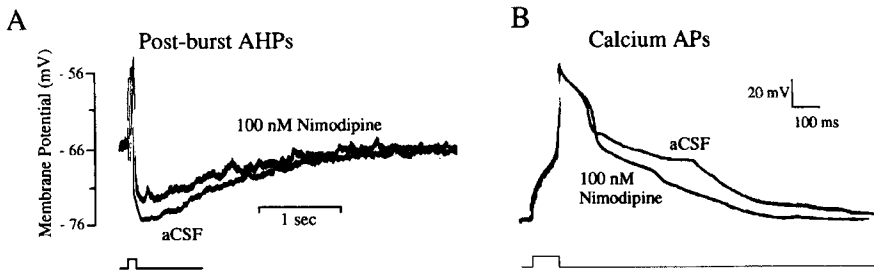 A
Post-burst AHPs
Membrane Potential (mV)
- 56
- 66
- 76
100 nM Nimodipine
aCSF
1 sec
B
Calcium APs
20 mV
100 ms
aCSF
100 nM
Nimodipine